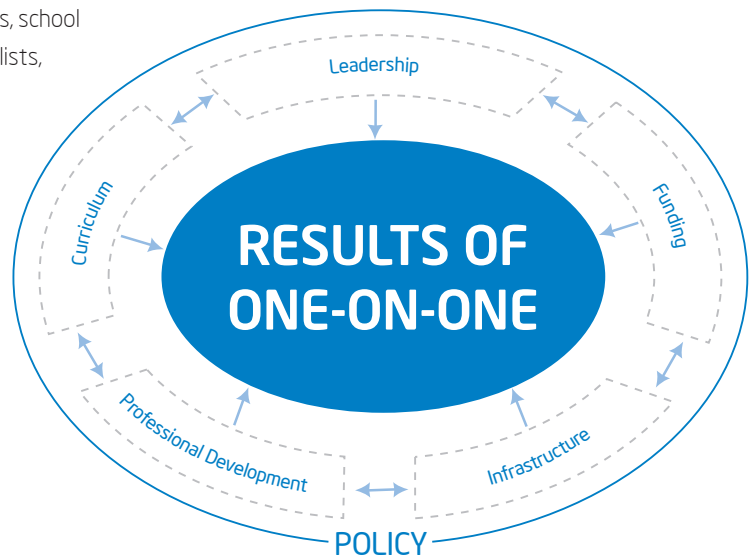 s, school
lists,
Leadership
Curriculum
Funding
RESULTS OF
ONE-ON-ONE
Professional Development
Infrastructure
POLICY